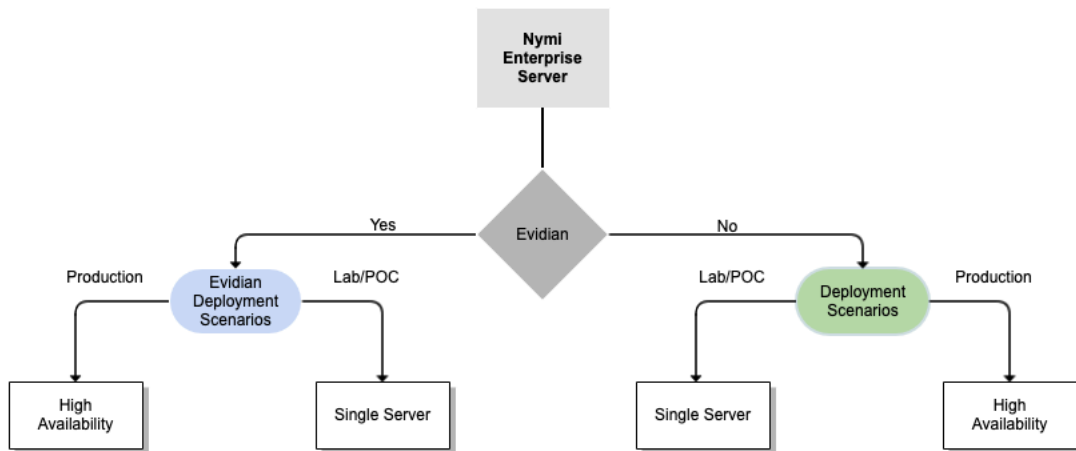 Nymi
Enterprise
Server
Evidian
Yes
No
Production
Evidian
Deployment
Scenarios
Lab/POC
Lab/POC
Deployment
Scenarios
Production
High
Availability
Single Server
Single Server
High
Availability